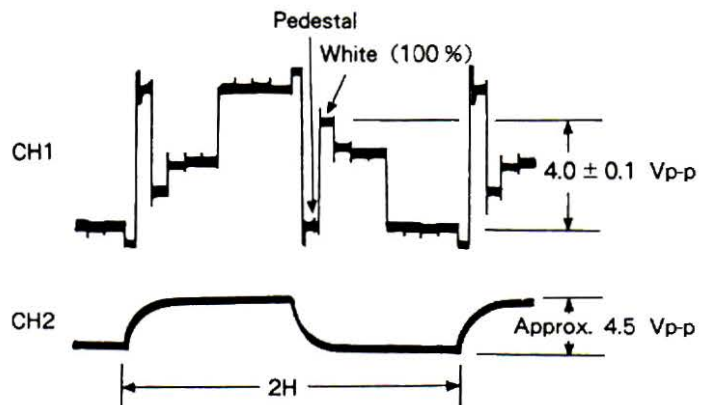 Pedestal
White (100%)
CH1
4.0 ± 0.1 Vp-p
CH2
Approx. 4.5 Vp-p
2H